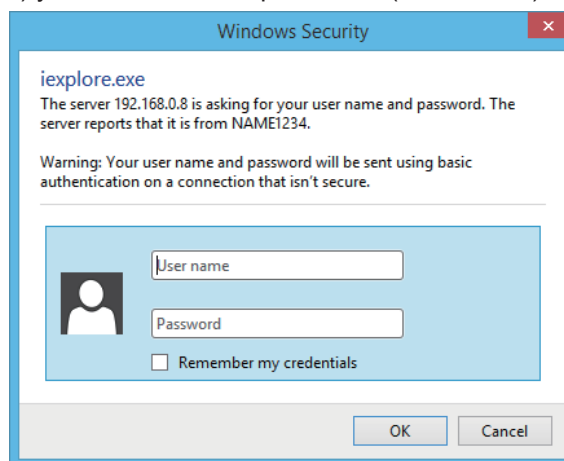 Windows Security
iexplore.exe
The server 192.168.0.8 is asking for your user name and password. The
server reports that it is from NAME1234.
Warning: Your user name and password will be sent using basic
authentication on a connection that isn't secure.
User name
Password
Remember my credentials
OK Cancel